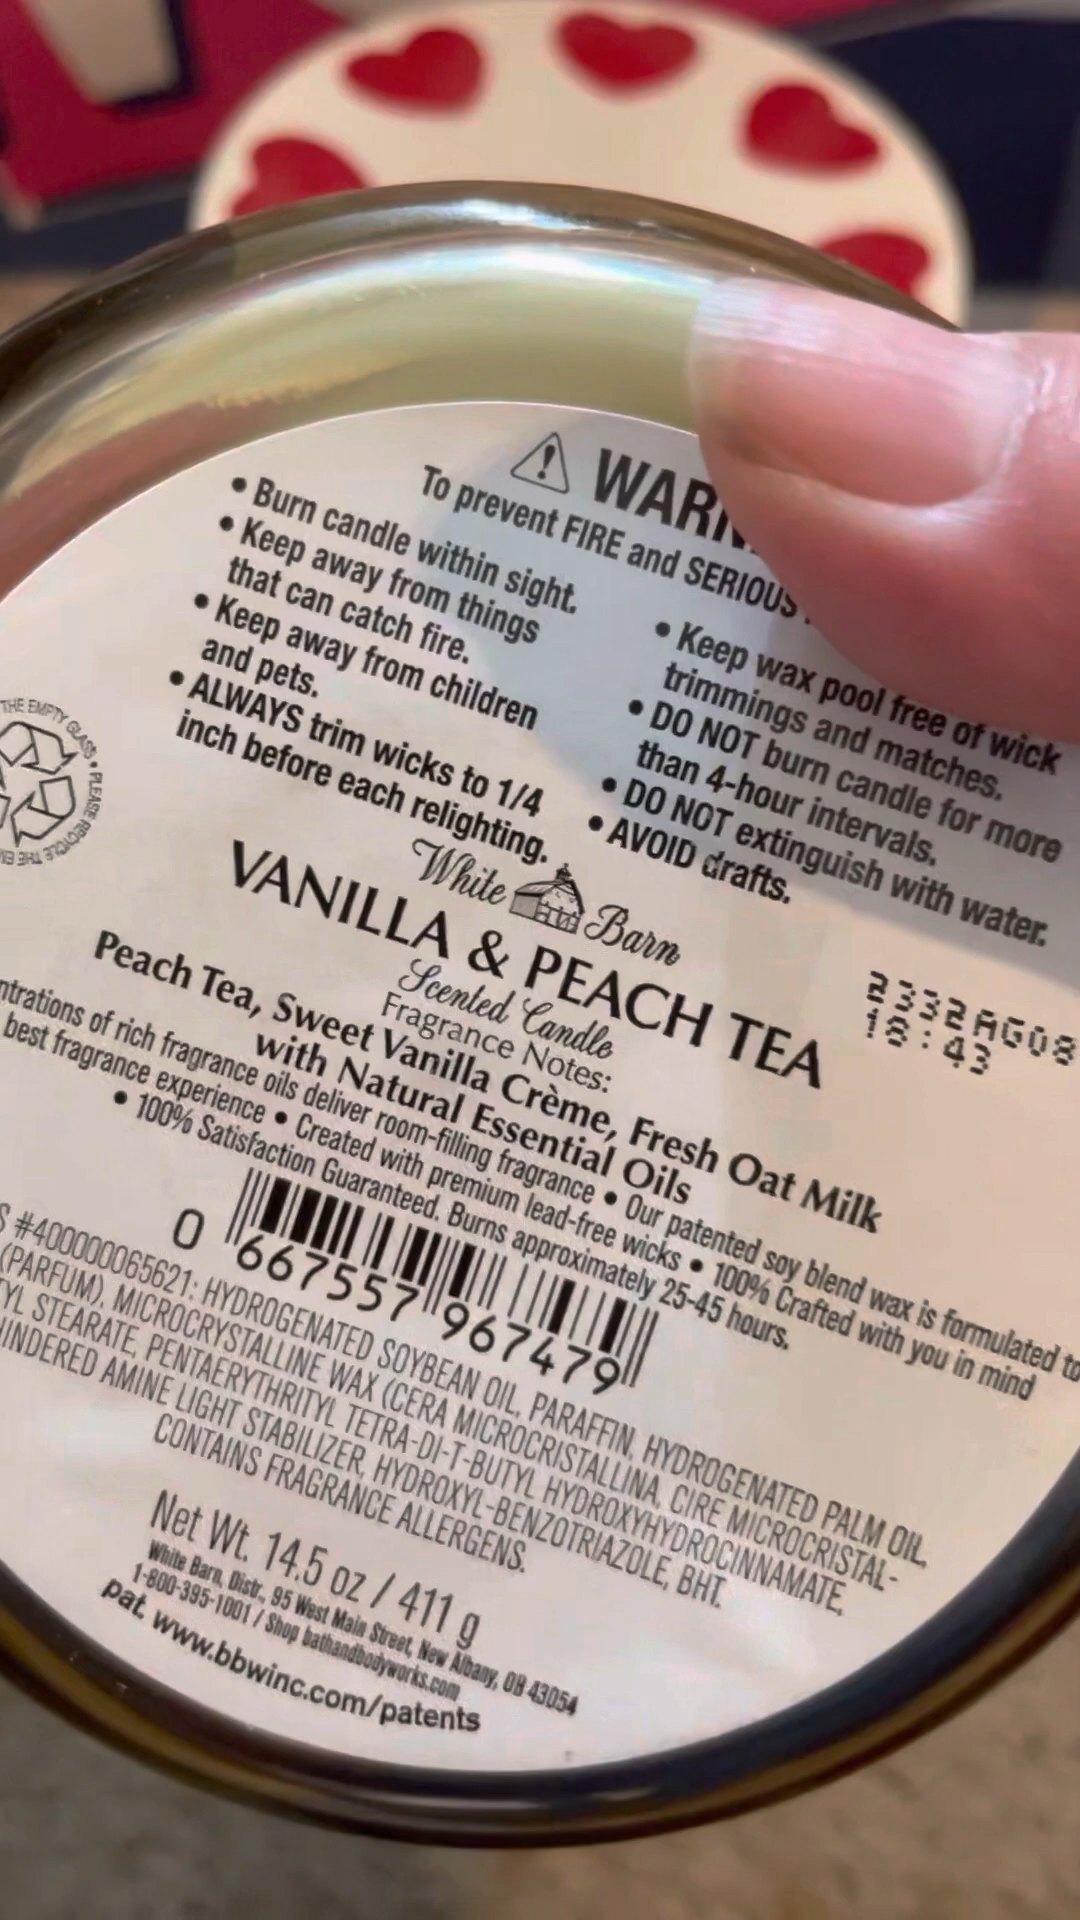 WAR
To prevent FIRE and SERIOUS
• Burn candle within sight.
• Keep away from things
that can catch fire.
• Keep away from children
and pets.
• ALWAYS trim wicks to 1/4
inch before each relighting.
• Keep wax pool free of wick
trimmings and matches.
• DO NOT burn candle for more
than 4-hour intervals.
• DO NOT extinguish with water.
• AVOID drafts.
THE EMPTY GLASS • PLEASE RECYCLE THE
White Barn
VANILLA & PEACH TEA
Scented Candle
Fragrance Notes:
Peach Tea, Sweet Vanilla Crème, Fresh Oat Milk
with Natural Essential Oils
of rich fragrance oils deliver room-filling fragrance • Our patented soy blend wax is formulated to
best fragrance experience • Created with premium lead-free wicks • 100% Crafted with you in mind
• 100% Satisfaction Guaranteed. Burns approximately 25-45 hours.
2332AG08
18:43
0 667557 967479
#40000065621: HYDROGENATED SOYBEAN OIL, PARAFFIN, HYDROGENATED PALM OIL,
(PARFUM), MICROCRYSTALLINE WAX (CERA MICROCRISTALLINA, CIRE MICROCRISTAL-
STEARATE, PENTAERYTHRITYL TETRA-DI-T-BUTYL HYDROXYHYDROCINNAMATE,
HINDERED AMINE LIGHT STABILIZER, HYDROXYL-BENZOTRIAZOLE, BHT.
CONTAINS FRAGRANCE ALLERGENS.
Net Wt. 14.5 oz / 411 g
White Barn, Distr., 95 West Main Street, New Albany, OH 43054
1-800-395-1001 / Shop bathandbodyworks.com
pat. www.bbwinc.com/patents